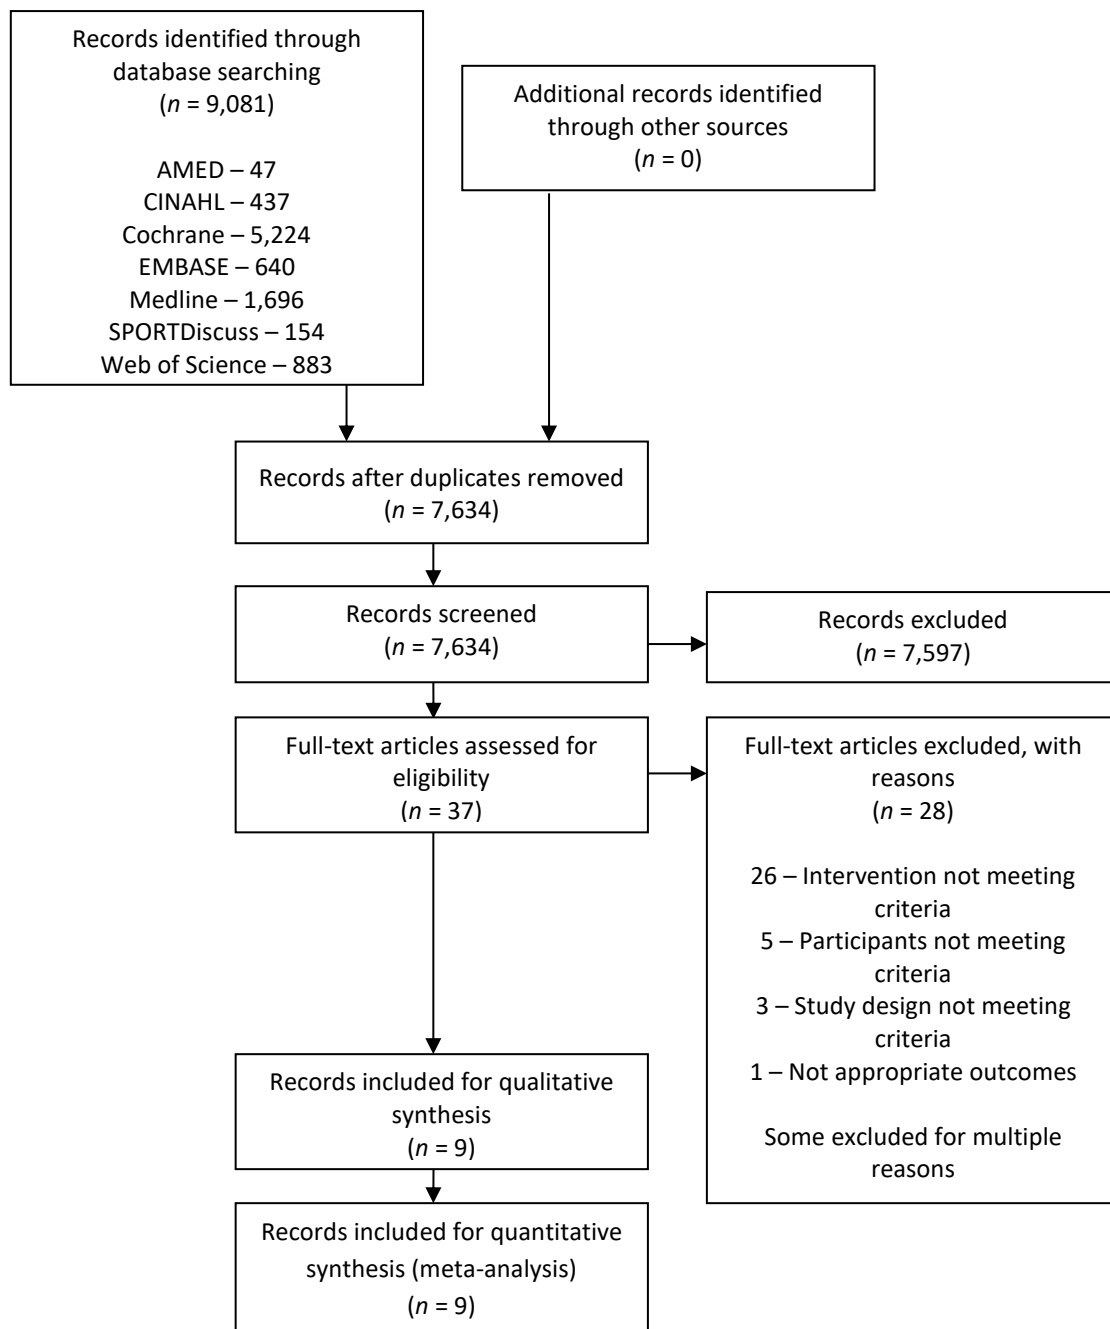 Records identified through
database searching
(n = 9,081)
AMED – 47
CINAHL – 437
Cochrane – 5,224
EMBASE – 640
Medline – 1,696
SPORTDiscuss – 154
Web of Science – 883
Additional records identified
through other sources
(n = 0)
Records after duplicates removed
(n = 7,634)
Records screened
(n = 7,634)
Records excluded
(n = 7,597)
Full-text articles assessed for
eligibility
(n = 37)
Full-text articles excluded, with
reasons
(n = 28)
26 – Intervention not meeting
criteria
5 – Participants not meeting
criteria
3 – Study design not meeting
criteria
1 – Not appropriate outcomes
Some excluded for multiple
reasons
Records included for qualitative
synthesis
(n = 9)
Records included for quantitative
synthesis (meta-analysis)
(n = 9)